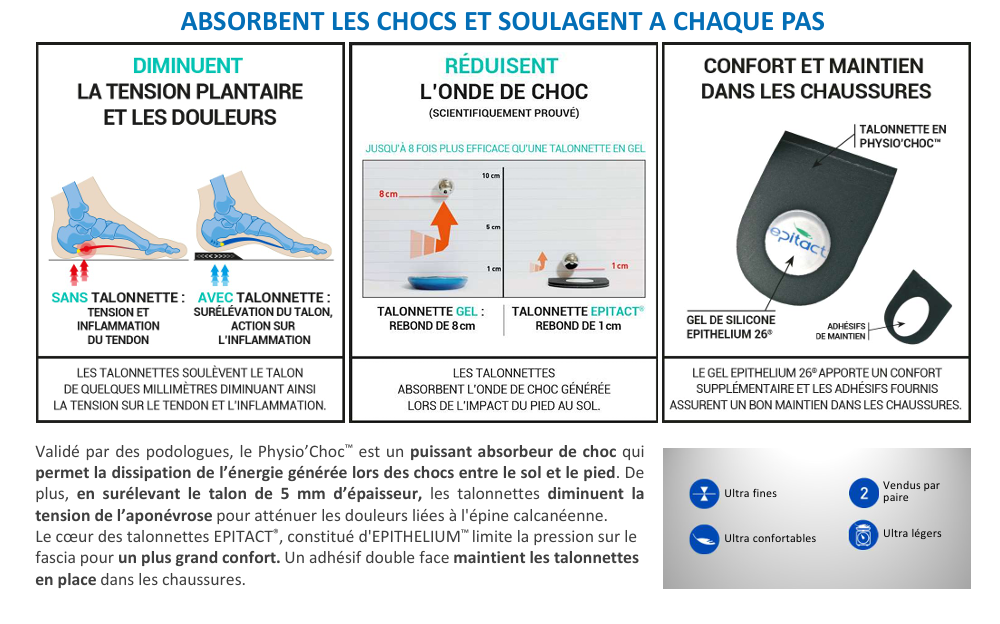 ABSORBENT LES CHOCS ET SOULAGENT A CHAQUE PAS
DIMINUENT
LA TENSION PLANTAIRE
ET LES DOULEURS
SANS TALONNETTE :
TENSION ET
INFLAMMATION
DU TENDON
AVEC TALONNETTE :
SURÉLÉVATION DU TALON,
ACTION SUR
L'INFLAMMATION
LES TALONNETTES SOULÈVENT LE TALON
DE QUELQUES MILLIMÈTRES DIMINUANT AINSI
LA TENSION SUR LE TENDON ET L'INFLAMMATION.
RÉDUISENT
L'ONDE DE CHOC
(SCIENTIFIQUEMENT PROUVÉ)
JUSQU'À 8 FOIS PLUS EFFICACE QU'UNE TALONNETTE EN GEL
10 cm
8 cm
5 cm
1 cm
1 cm
TALONNETTE GEL :
REBOND DE 8 cm
TALONNETTE EPITACT®
REBOND DE 1 cm
LES TALONNETTES
ABSORBENT L'ONDE DE CHOC GÉNÉRÉE
LORS DE L'IMPACT DU PIED AU SOL.
CONFORT ET MAINTIEN
DANS LES CHAUSSURES
TALONNETTE EN
PHYSIO'CHOC™
epitact
GEL DE SILICONE
EPITHELIUM 26®
ADHÉSIFS
DE MAINTIEN
LE GEL EPITHELIUM 26® APPORTE UN CONFORT
SUPPLÉMENTAIRE ET LES ADHÉSIFS FOURNIS
ASSURENT UN BON MAINTIEN DANS LES CHAUSSURES.
Validé par des podologues, le Physio'Choc™ est un puissant absorbeur de choc qui
permet la dissipation de l'énergie générée lors des chocs entre le sol et le pied. De
plus, en surélevant le talon de 5 mm d'épaisseur, les talonnettes diminuent la
tension de l'aponévrose pour atténuer les douleurs liées à l'épine calcanéenne.
Le cœur des talonnettes EPITACT®, constitué d'EPITHELIUM™ limite la pression sur le
fascia pour un plus grand confort. Un adhésif double face maintient les talonnettes
en place dans les chaussures.
Ultra fines
2
Vendus par
paire
Ultra confortables
Ultra légers